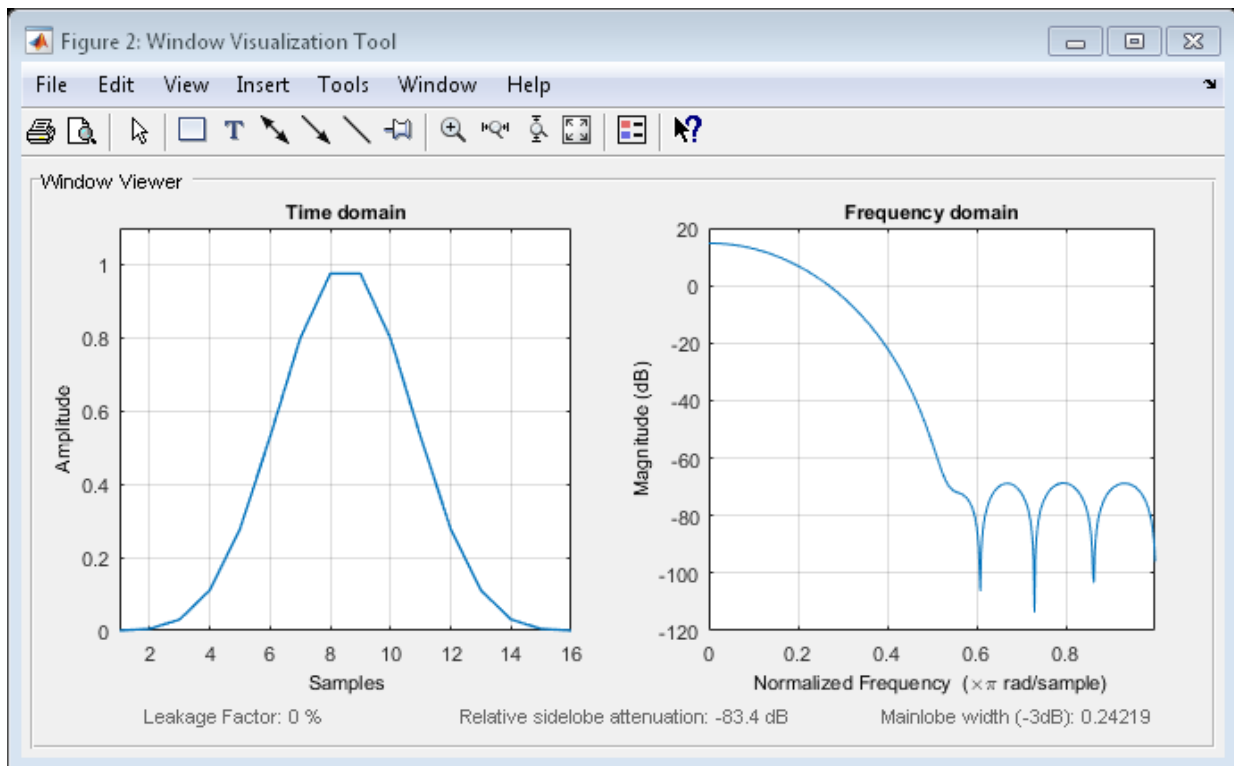 Figure 2: Window Visualization Tool
File Edit View Insert Tools Window Help
T
?
Window Viewer
Time domain
1
0.8
0.6
0.4
0.2
0
Amplitude
2 4 6 8 10 12 14 16
Samples
Frequency domain
20
0
-20
-40
-60
-80
-100
-120
Magnitude (dB)
0 0.2 0.4 0.6 0.8
Normalized Frequency (×π rad/sample)
Leakage Factor: 0 % Relative sidelobe attenuation: -83.4 dB Mainlobe width (-3dB): 0.24219